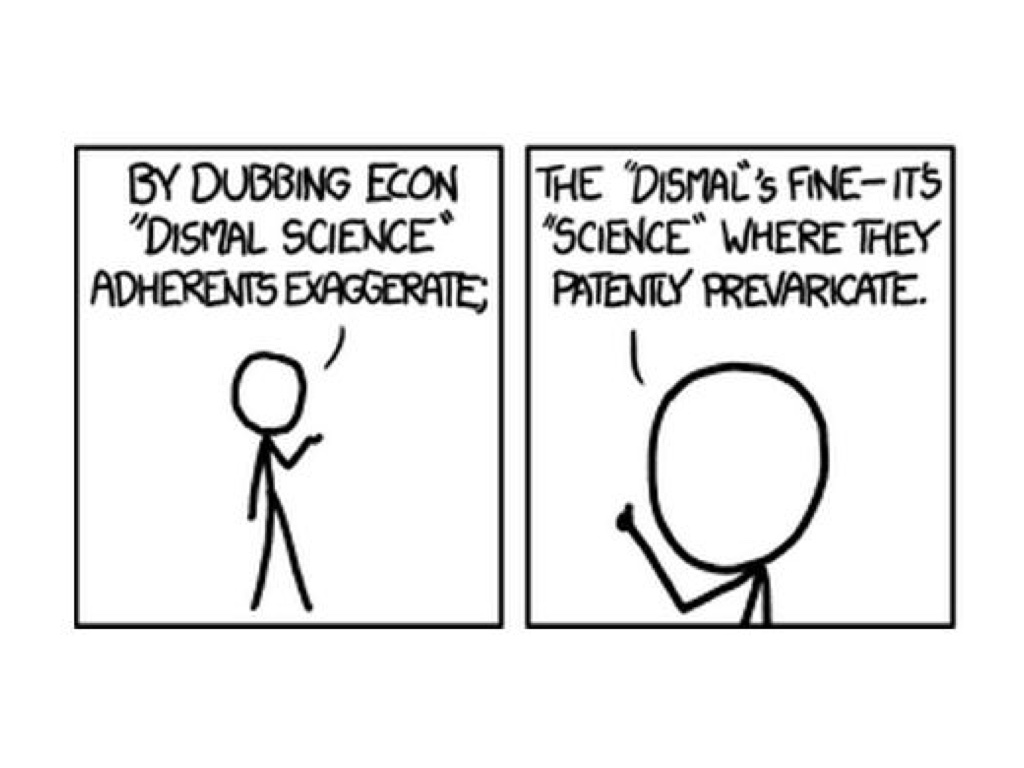 BY DUBBING ECON
"DISMAL SCIENCE"
ADHERENTS EXAGGERATE;
THE "DISMAL"'S FINE—IT'S
"SCIENCE" WHERE THEY
PATENTLY PREVARICATE.